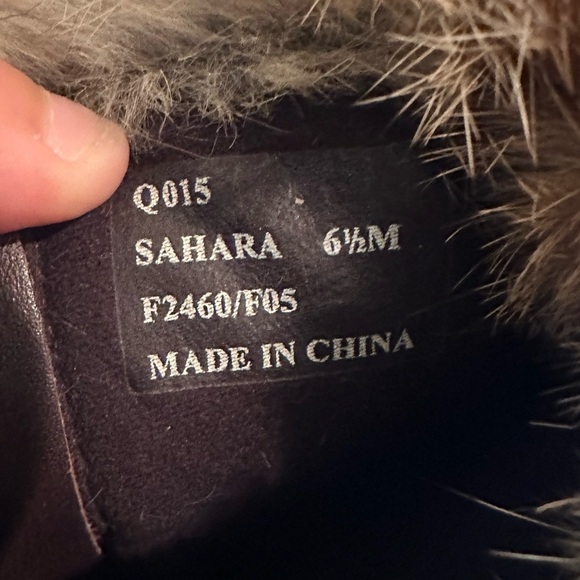 Q015
SAHARA 6½M
F2460/F05
MADE IN CHINA